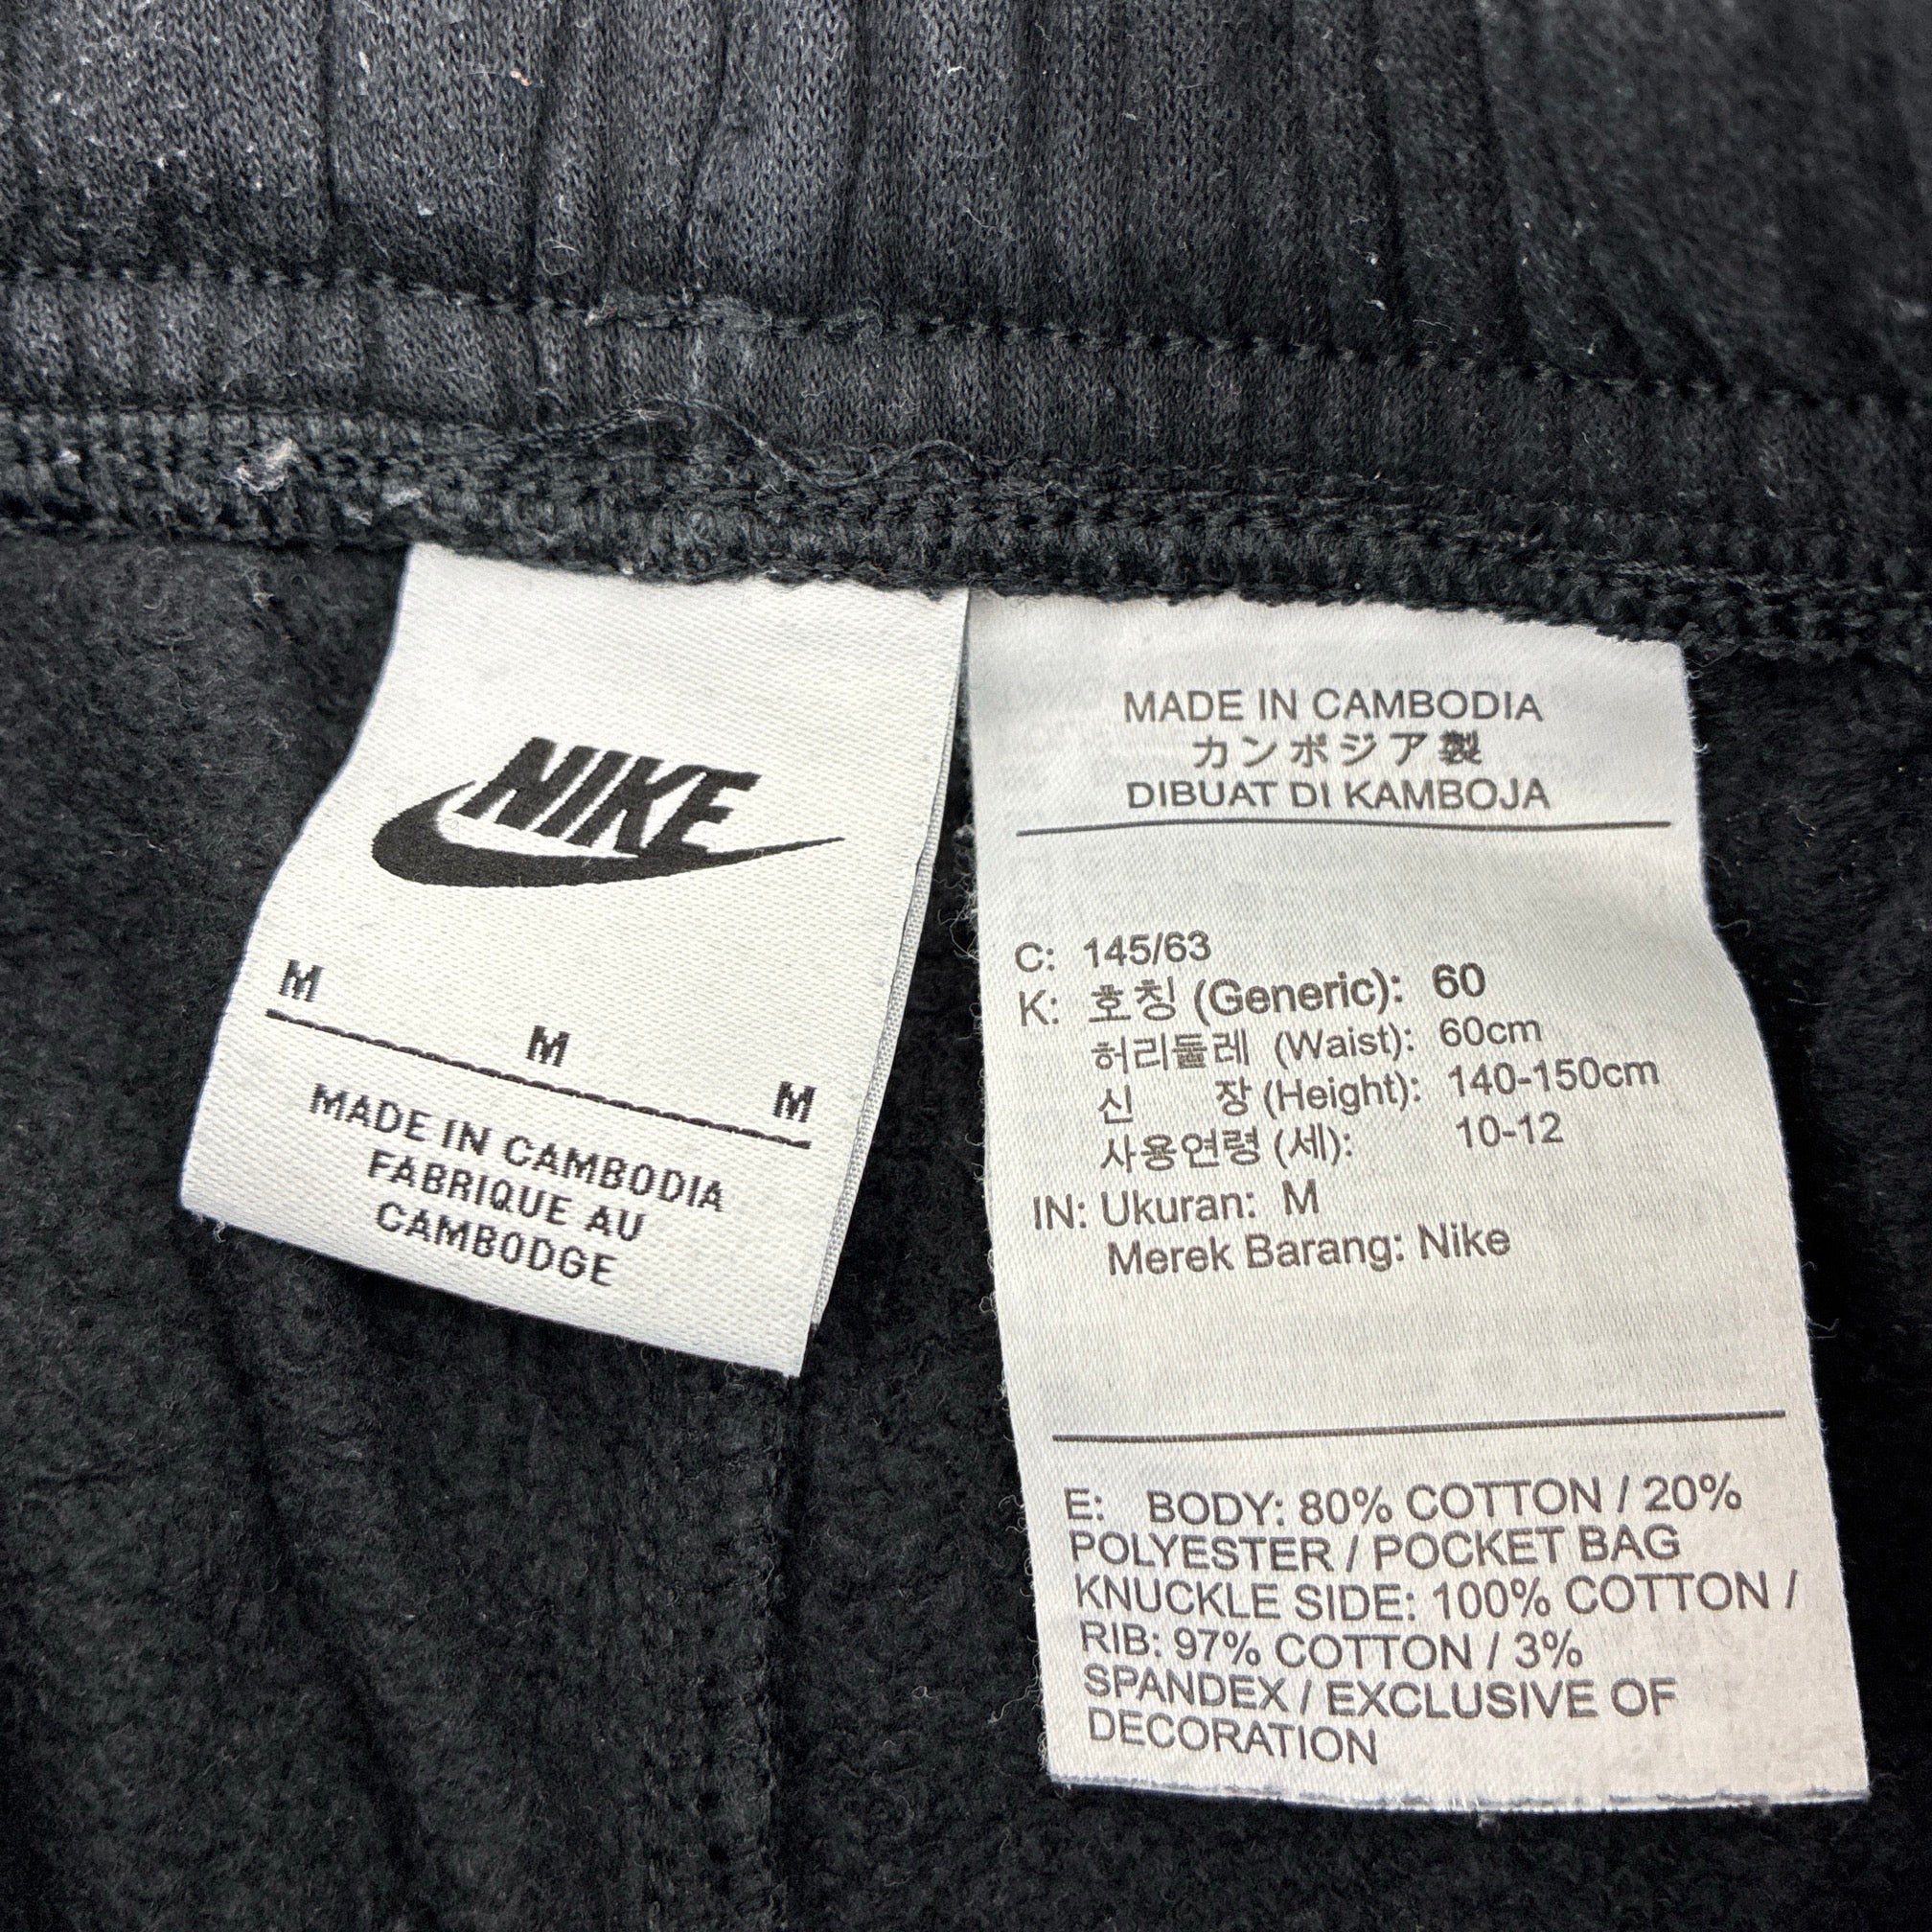 NIKE
M
M
M
MADE IN CAMBODIA
FABRIQUE AU
CAMBODGE
MADE IN CAMBODIA
カンボジア製
DIBUAT DI KAMBOJA
C: 145/63
K: 호칭 (Generic): 60
허리둘레 (Waist): 60cm
신 장 (Height): 140-150cm
사용연령 (세): 10-12
IN: Ukuran: M
Merek Barang: Nike
E: BODY: 80% COTTON / 20%
POLYESTER / POCKET BAG
KNUCKLE SIDE: 100% COTTON /
RIB: 97% COTTON / 3%
SPANDEX / EXCLUSIVE OF
DECORATION